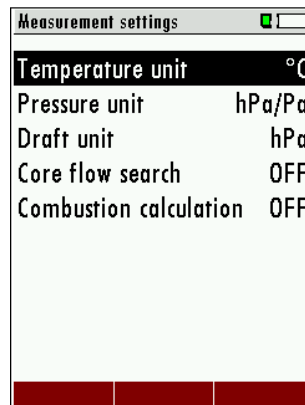 Measurement settings
Temperature unit °C
Pressure unit hPa/Pa
Draft unit hPa
Core flow search OFF
Combustion calculation OFF